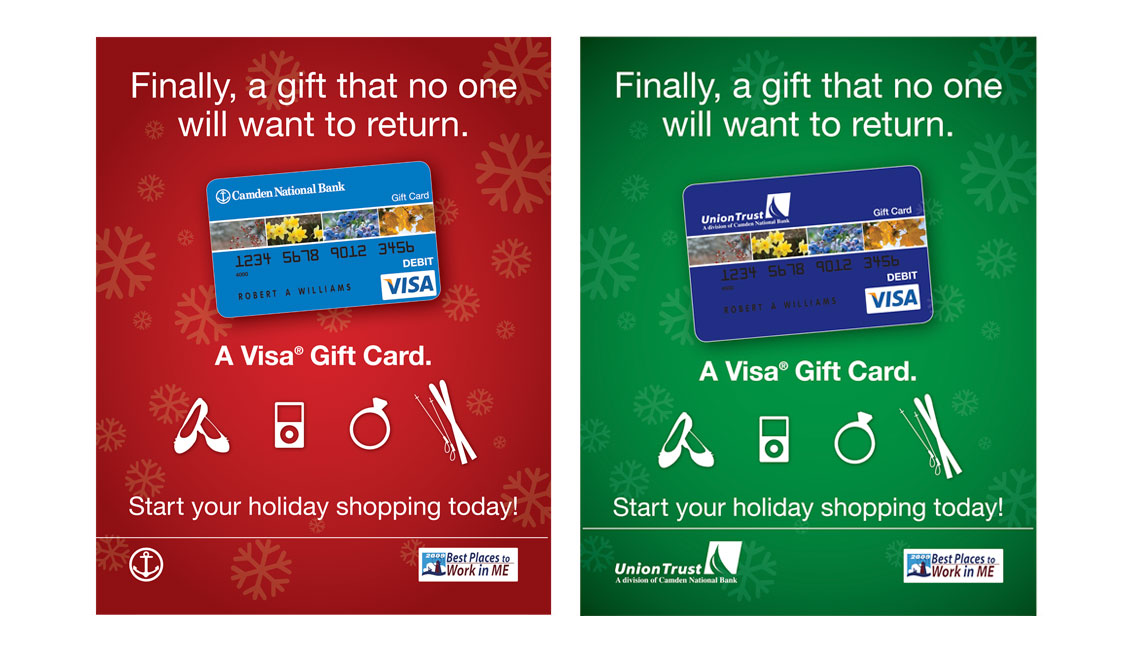 Finally, a gift that no one
will want to return.
Camden National Bank
Gift Card
1234 5678 9012 3456
4000
DEBIT
ROBERT A WILLIAMS
VISA
A Visa® Gift Card.
Start your holiday shopping today!
2009 Best Places to
Work in ME
Finally, a gift that no one
will want to return.
UnionTrust
A division of Camden National Bank
Gift Card
1234 5678 9012 3456
4000
DEBIT
ROBERT A WILLIAMS
VISA
A Visa® Gift Card.
Start your holiday shopping today!
UnionTrust
A division of Camden National Bank
2009 Best Places to
Work in ME